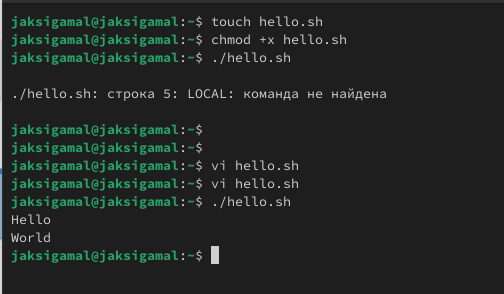 jaksigamal@jaksigamal:~$ touch hello.sh
jaksigamal@jaksigamal:~$ chmod +x hello.sh
jaksigamal@jaksigamal:~$ ./hello.sh
./hello.sh: строка 5: LOCAL: команда не найдена
jaksigamal@jaksigamal:~$
jaksigamal@jaksigamal:~$
jaksigamal@jaksigamal:~$ vi hello.sh
jaksigamal@jaksigamal:~$ vi hello.sh
jaksigamal@jaksigamal:~$ ./hello.sh
Hello
World
jaksigamal@jaksigamal:~$